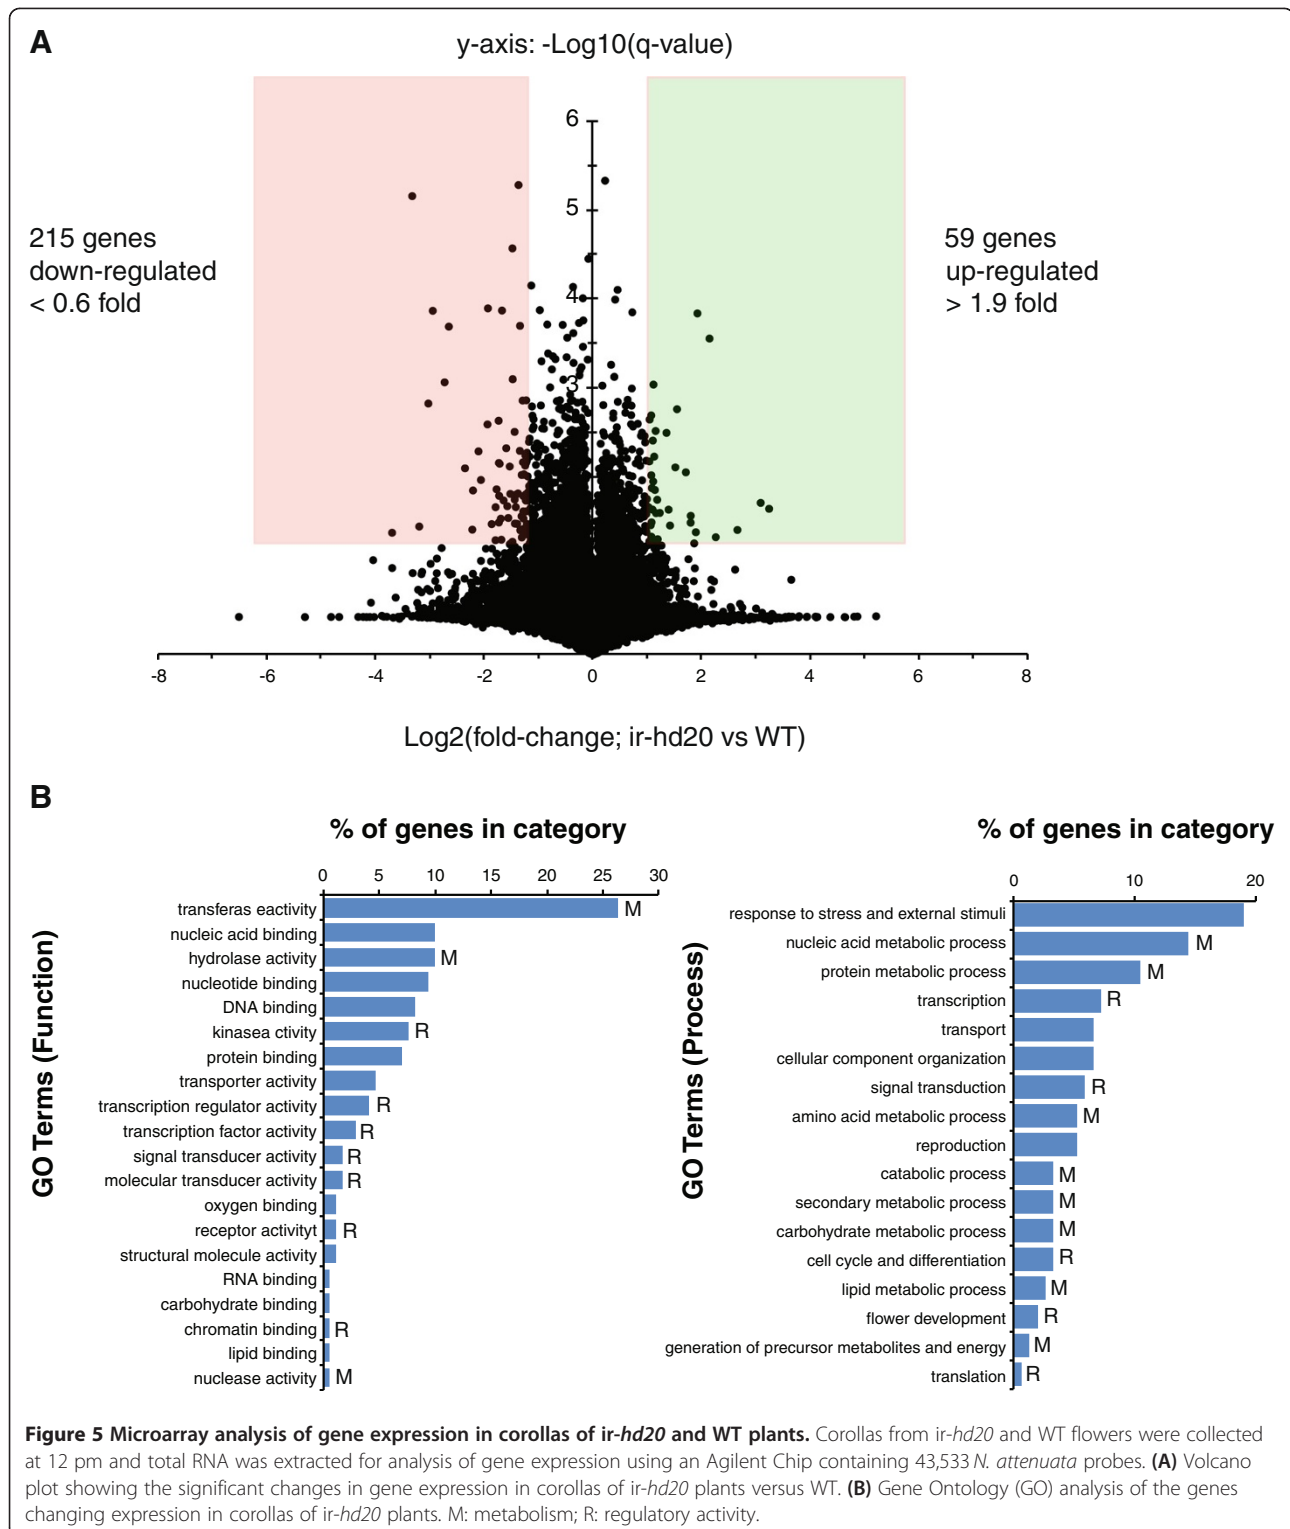 A
y-axis: -Log10(q-value)
6
5
4
3
215 genes
down-regulated
< 0.6 fold
59 genes
up-regulated
> 1.9 fold
-8 -6 -4 -2 0 2 4 6 8
Log2(fold-change; ir-hd20 vs WT)
B
% of genes in category
0 5 10 15 20 25 30
GO Terms (Function)
transferas eactivity M
nucleic acid binding
hydrolase activity M
nucleotide binding
DNA binding
kinasea ctivity R
protein binding
transporter activity
transcription regulator activity R
transcription factor activity R
signal transducer activity R
molecular transducer activity R
oxygen binding
receptor activityt R
structural molecule activity
RNA binding
carbohydrate binding
chromatin binding R
lipid binding
nuclease activity M
% of genes in category
0 10 20
GO Terms (Process)
response to stress and external stimuli
nucleic acid metabolic process M
protein metabolic process M
transcription R
transport
cellular component organization
signal transduction R
amino acid metabolic process M
reproduction
catabolic process M
secondary metabolic process M
carbohydrate metabolic process M
cell cycle and differentiation R
lipid metabolic process M
flower development R
generation of precursor metabolites and energy M
translation R
Figure 5 Microarray analysis of gene expression in corollas of ir-hd20 and WT plants. Corollas from ir-hd20 and WT flowers were collected
at 12 pm and total RNA was extracted for analysis of gene expression using an Agilent Chip containing 43,533 N. attenuata probes. (A) Volcano
plot showing the significant changes in gene expression in corollas of ir-hd20 plants versus WT. (B) Gene Ontology (GO) analysis of the genes
changing expression in corollas of ir-hd20 plants. M: metabolism; R: regulatory activity.